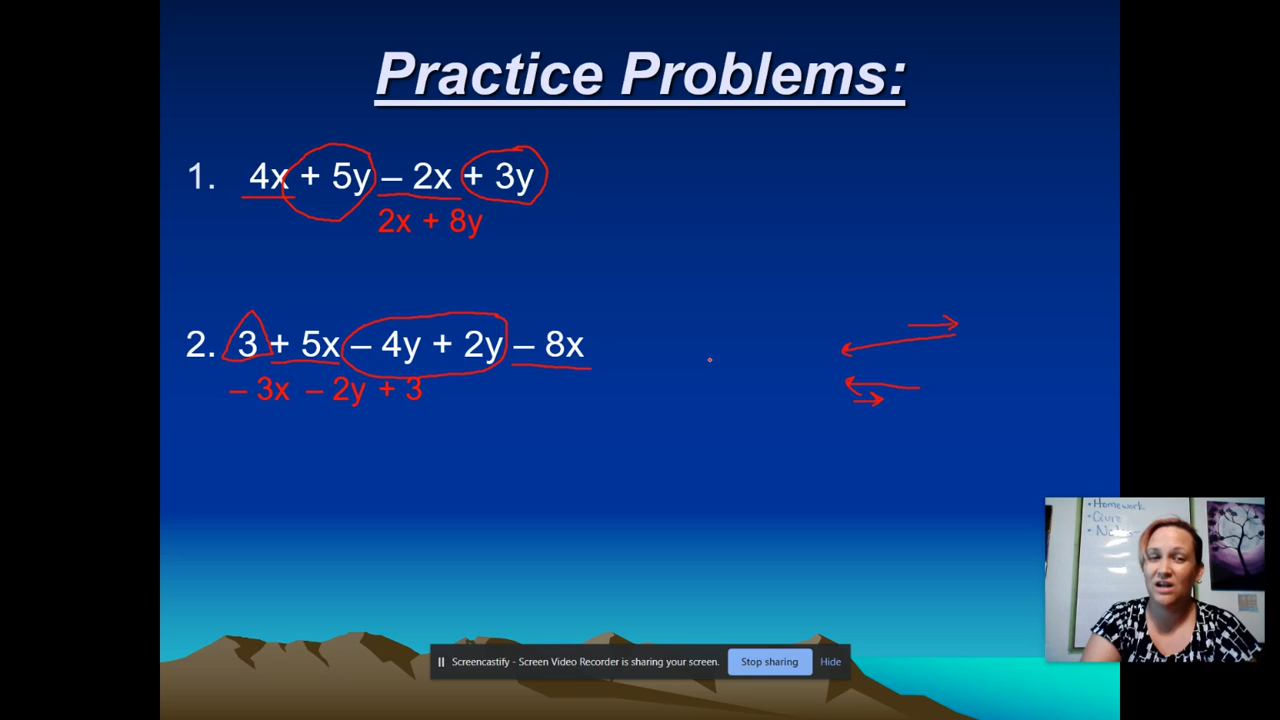 Practice Problems:
1. 4x + 5y – 2x + 3y
2x + 8y
2. 3 + 5x – 4y + 2y – 8x
– 3x – 2y + 3
• Homework
• Quiz
Screencastify - Screen Video Recorder is sharing your screen. Stop sharing Hide